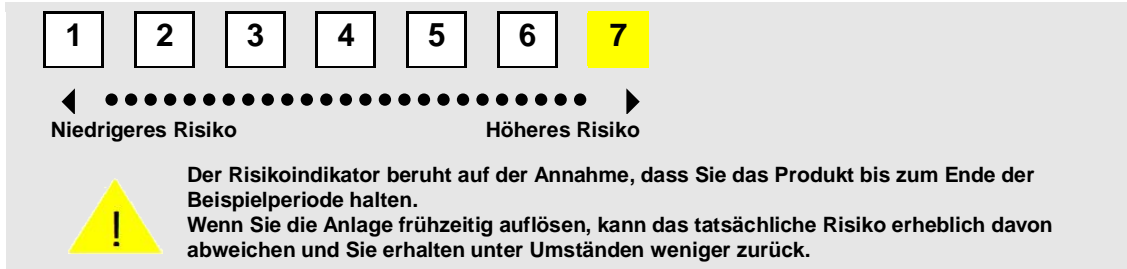 1 2 3 4 5 6 7
Niedrigeres Risiko Höheres Risiko
Der Risikoindikator beruht auf der Annahme, dass Sie das Produkt bis zum Ende der
Beispielperiode halten.
Wenn Sie die Anlage frühzeitig auflösen, kann das tatsächliche Risiko erheblich davon
abweichen und Sie erhalten unter Umständen weniger zurück.
!